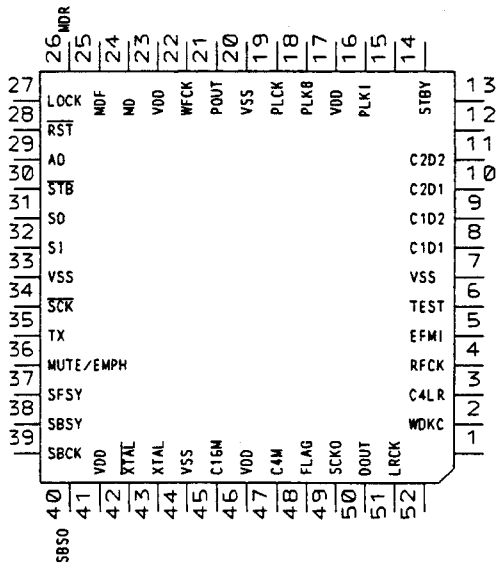 MDR
26 25 24 23 22 21 20 19 18 17 16 15 14
MDF MD VDD WFCK POUT VSS PLCK PLK8 VDD PLKI STBY
27 LOCK
28 RST
29 AO
30 STB
31 SO
32 SI
33 VSS
34 SCK
35 TX
36 MUTE/EMPH
37 SFSY
38 SBSY
39 SBCK
13
12
11 C2D2
10 C2D1
9 C1D2
8 C1D1
7 VSS
6 TEST
5 EFMI
4 RFCK
3 C4LR
2 WDKC
1
VDD XTAL XTAL VSS C16M VDD C4M FLAG SCKO DOUT LRCK
40 41 42 43 44 45 46 47 48 49 50 51 52
SBSO